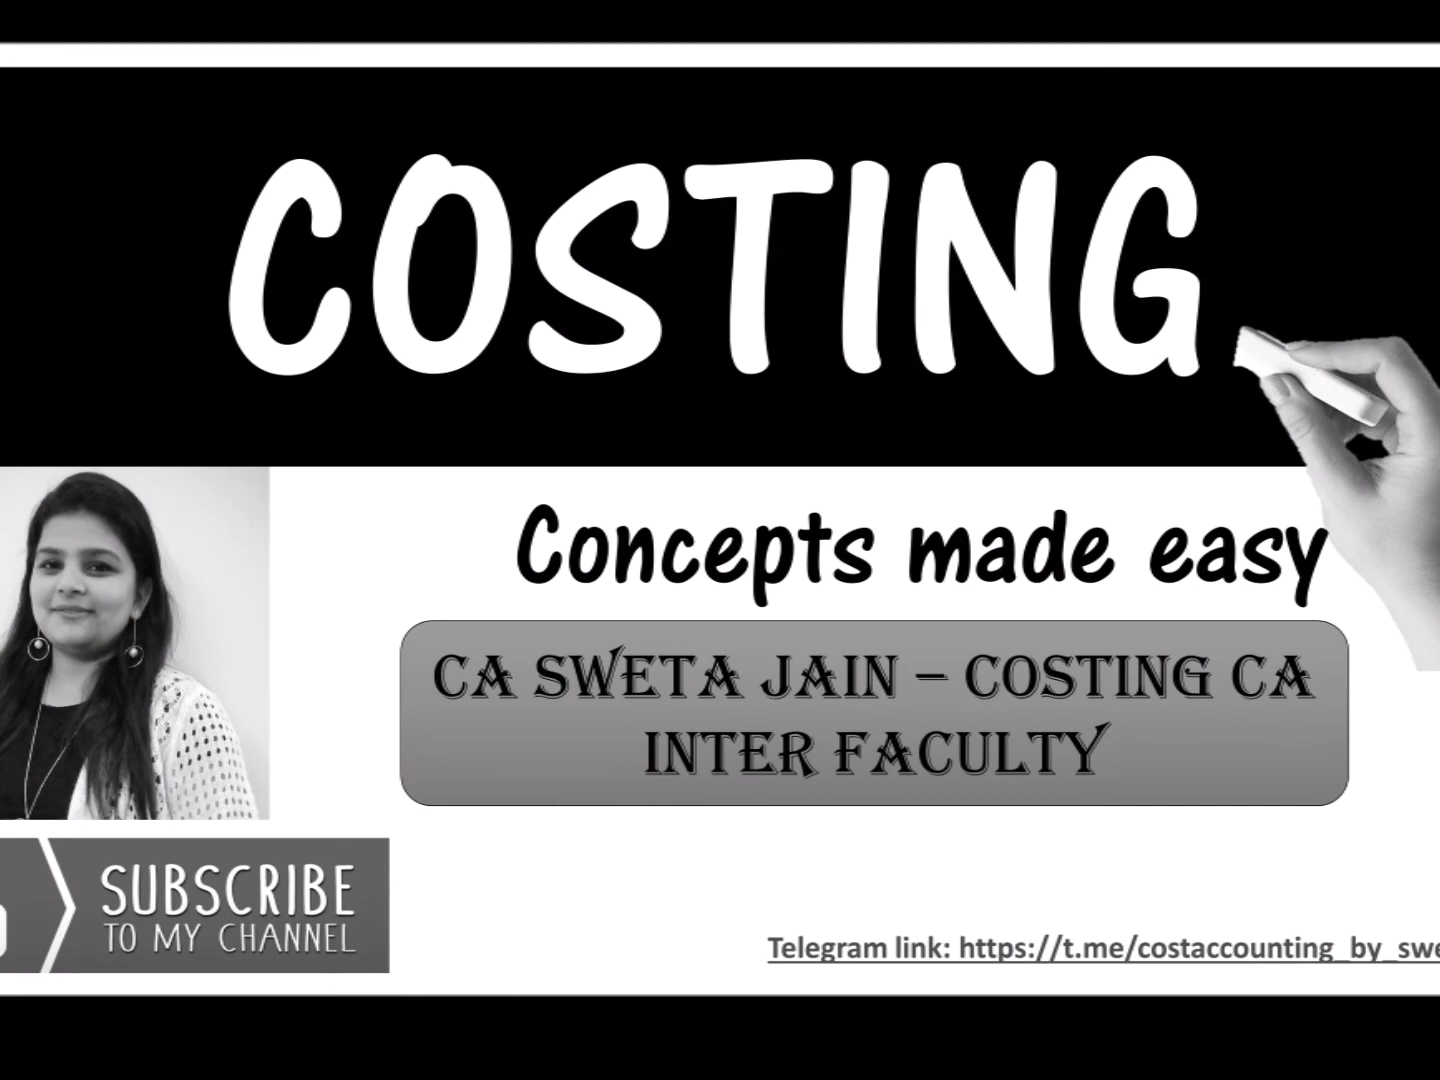 COSTING
Concepts made easy
CA SWETA JAIN – COSTING CA
INTER FACULTY
SUBSCRIBE
TO MY CHANNEL
Telegram link: https://t.me/costaccounting_by_swe